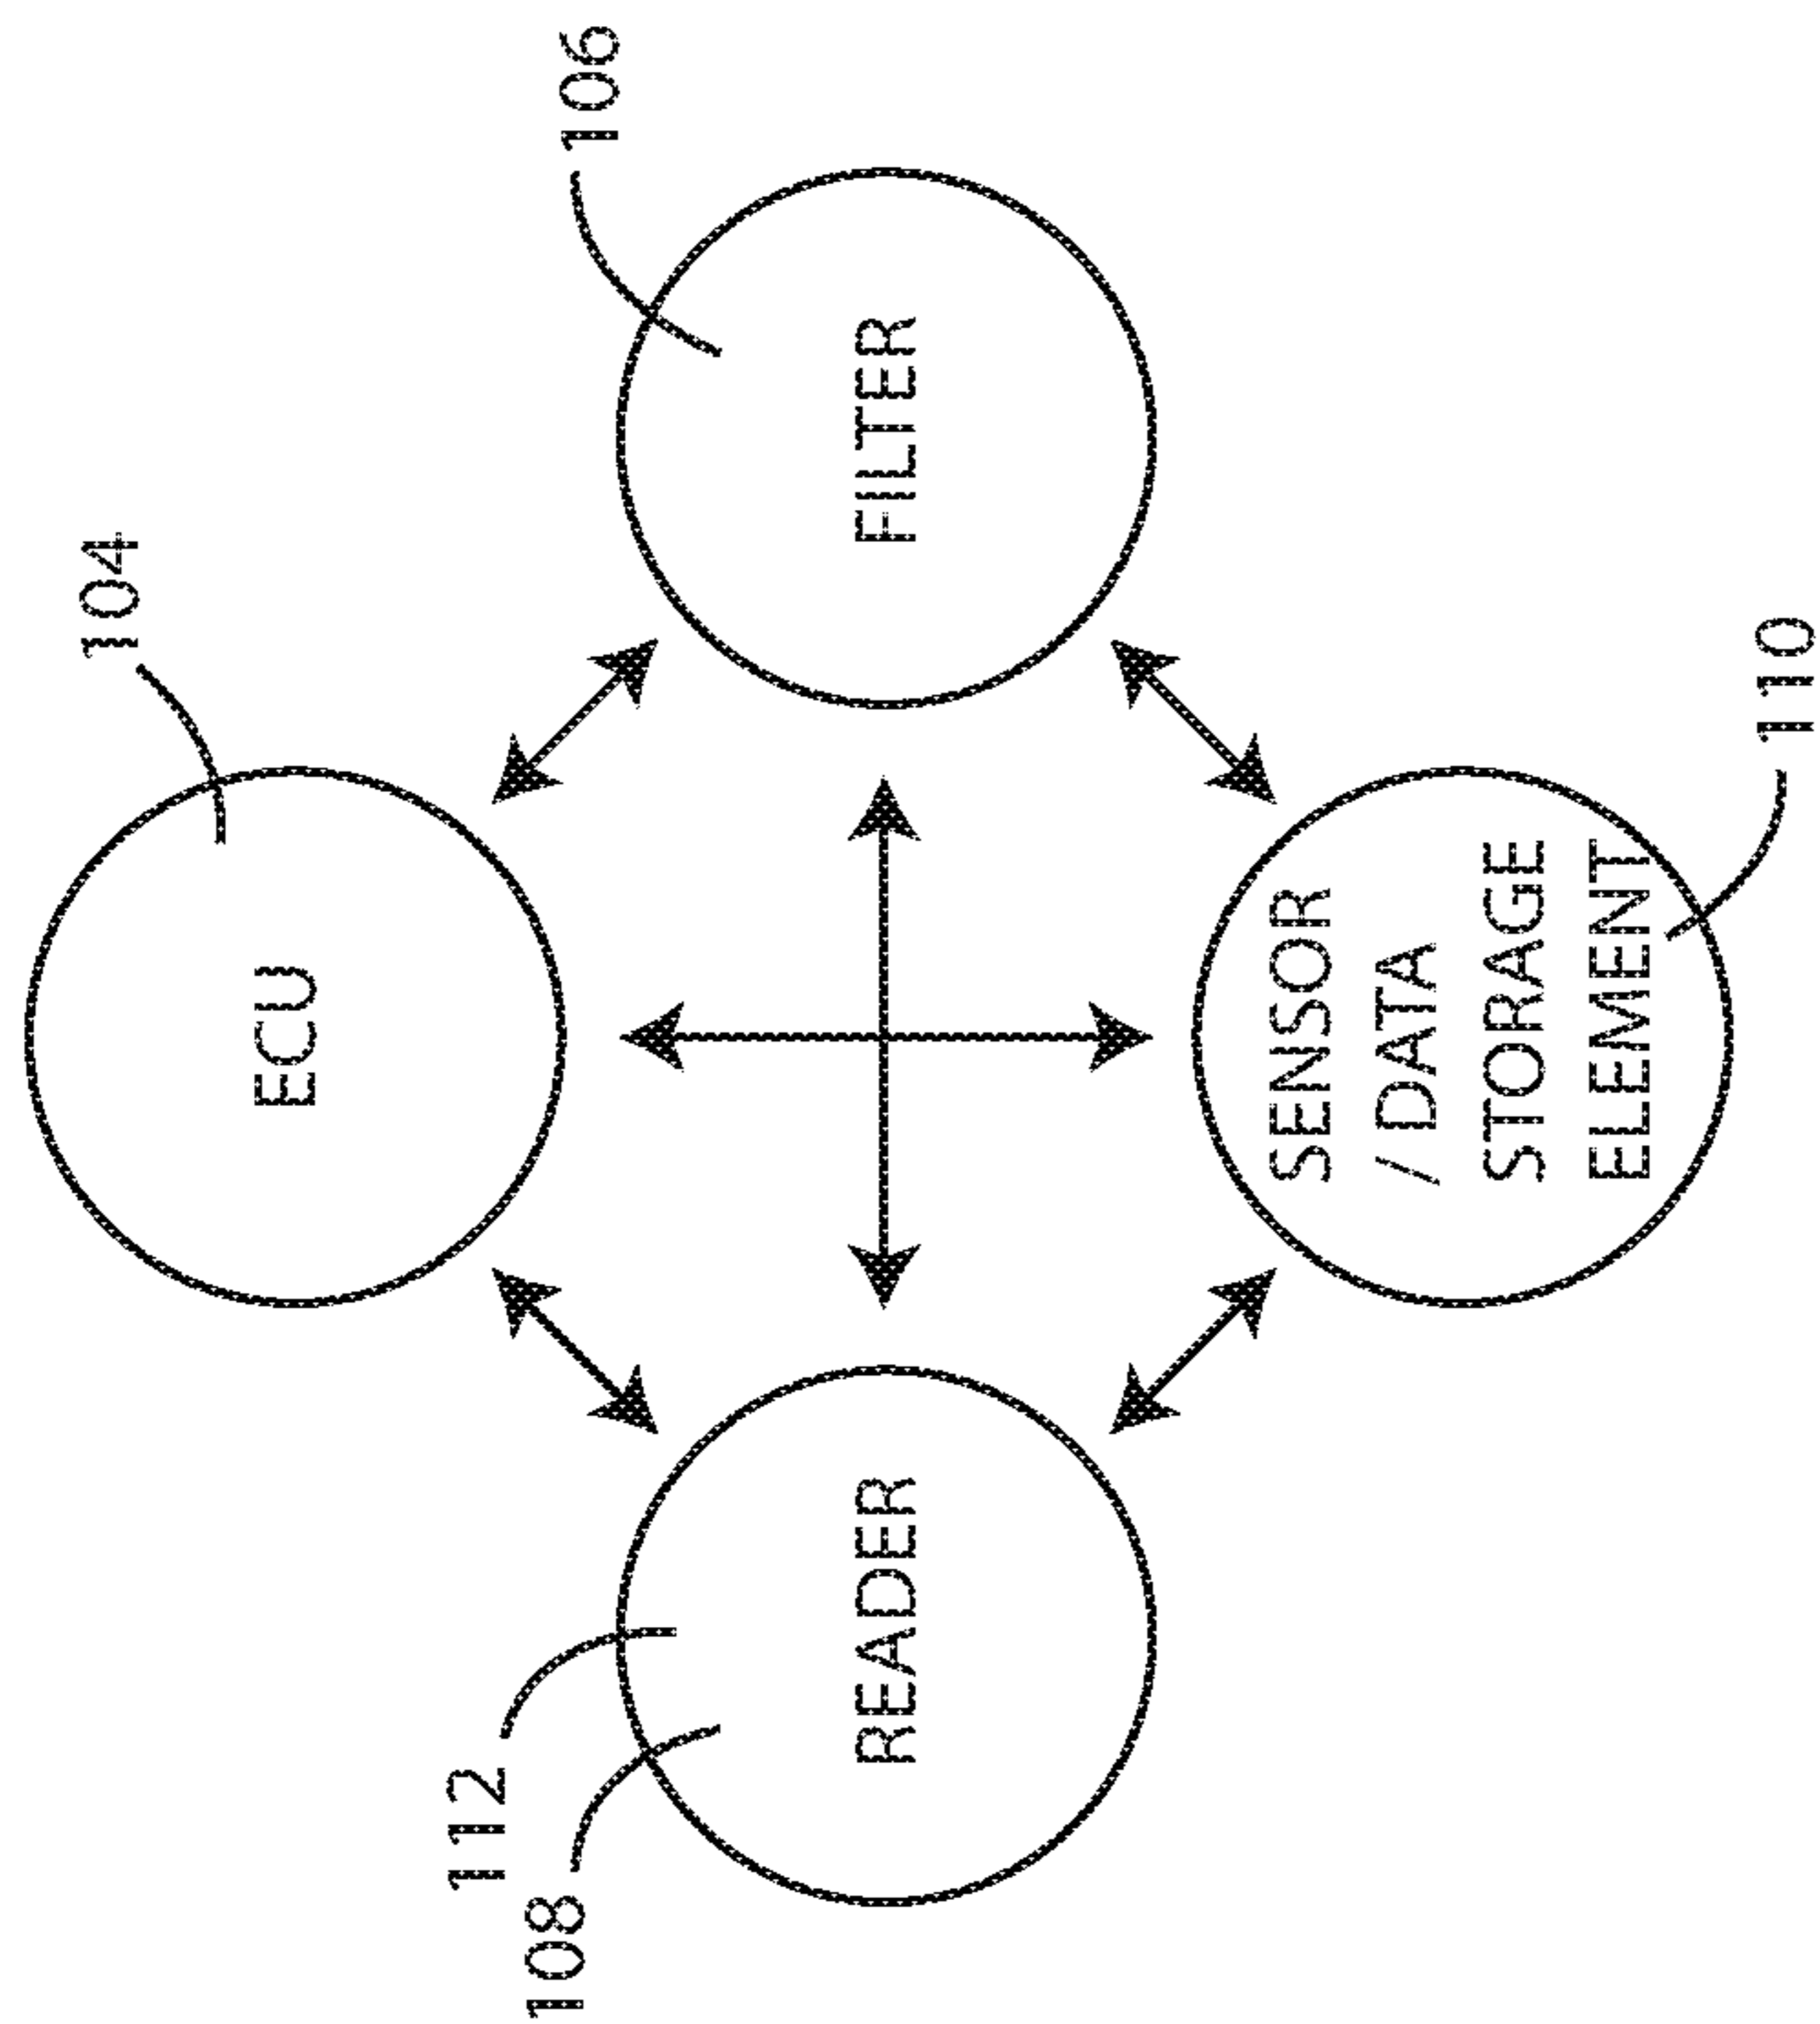 104
ECU
106
FILTER
112
108
READER
SENSOR
/ DATA
STORAGE
ELEMENT
110